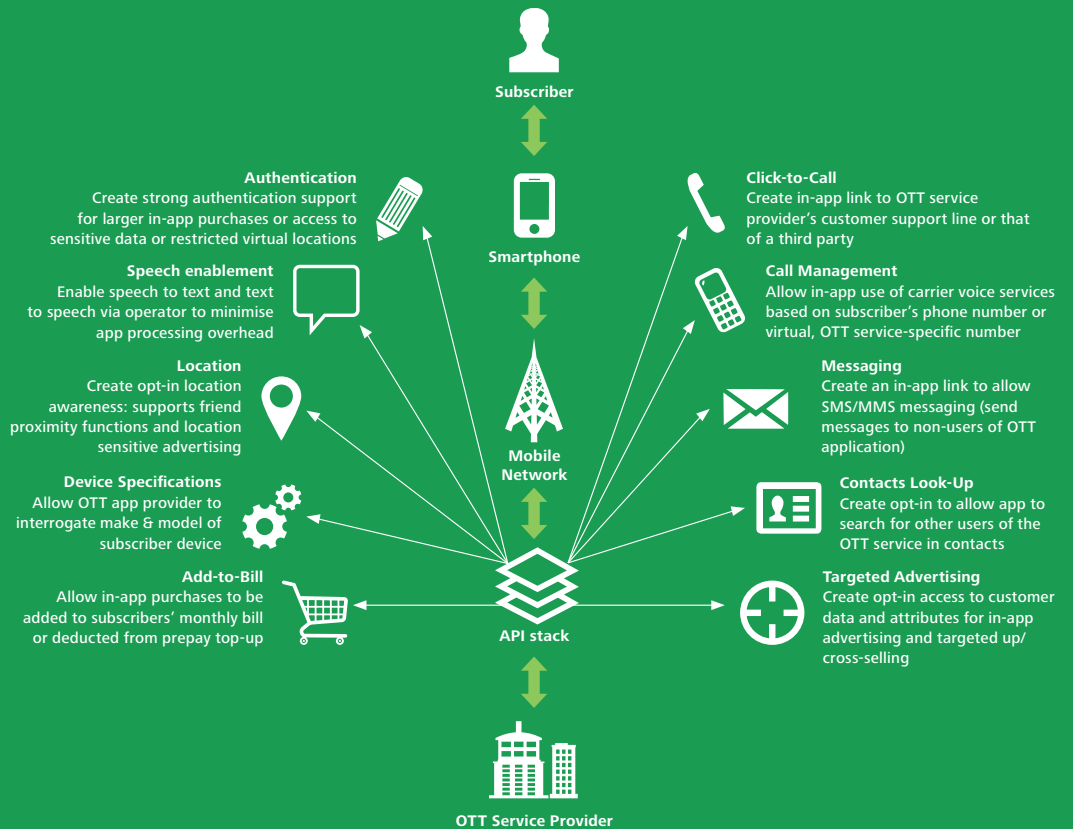 Subscriber
Authentication
Create strong authentication support
for larger in-app purchases or access to
sensitive data or restricted virtual locations
Speech enablement
Enable speech to text and text
to speech via operator to minimise
app processing overhead
Location
Create opt-in location
awareness: supports friend
proximity functions and location
sensitive advertising
Device Specifications
Allow OTT app provider to
interrogate make & model of
subscriber device
Add-to-Bill
Allow in-app purchases to be
added to subscribers' monthly bill
or deducted from prepay top-up
Smartphone
Mobile
Network
API stack
Click-to-Call
Create in-app link to OTT service
provider's customer support line or that
of a third party
Call Management
Allow in-app use of carrier voice services
based on subscriber's phone number or
virtual, OTT service-specific number
Messaging
Create an in-app link to allow
SMS/MMS messaging (send
messages to non-users of OTT
application)
Contacts Look-Up
Create opt-in to allow app to
search for other users of the
OTT service in contacts
Targeted Advertising
Create opt-in access to customer
data and attributes for in-app
advertising and targeted up/
cross-selling
OTT Service Provider